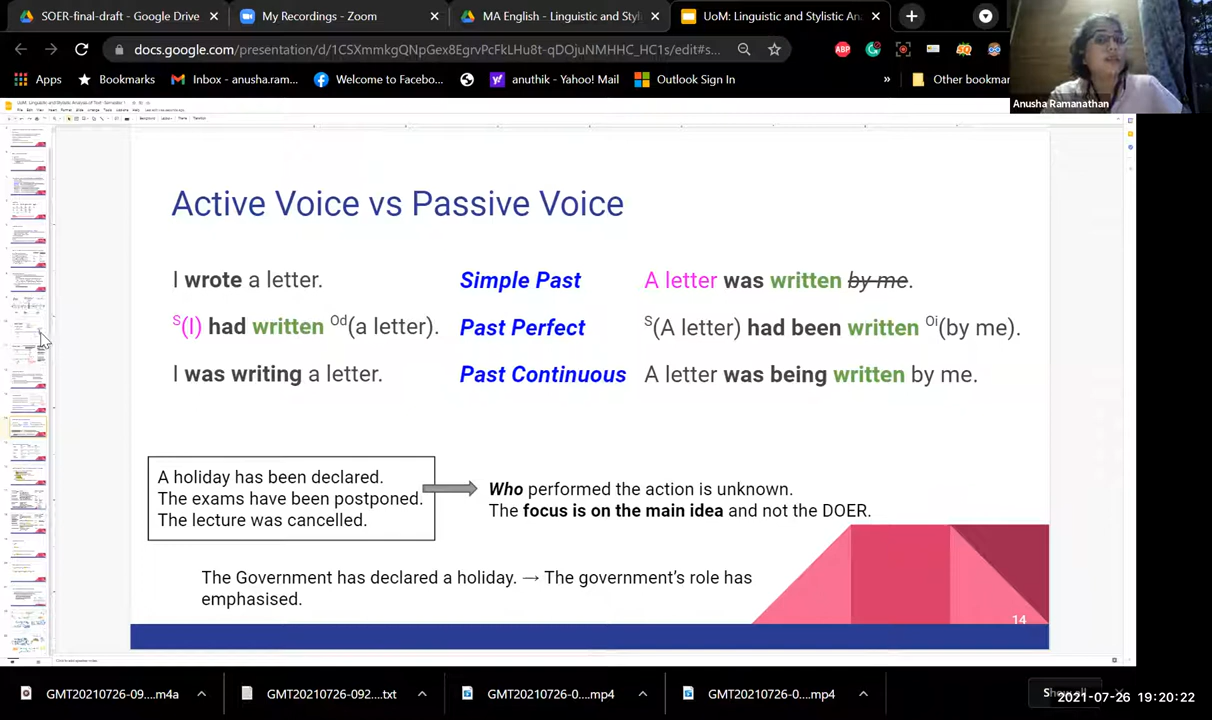 SOER-final-draft - Google Drive
My Recordings - Zoom
MA English - Linguistic and Styli
UoM: Linguistic and Stylistic An
docs.google.com/presentation/d/1CSXmmkgQNpGex8EgrvPcFkLHu8t-qDOjuNMHHC_HC1s/edit#s...
ABP
Apps
Bookmarks
Inbox - anusha.ram...
Welcome to Facebo...
anuthik - Yahoo! Mail
Outlook Sign In
»
Other bookmar
Anusha Ramanathan
Active Voice vs Passive Voice
I wrote a letter. Simple Past A letter was written by me.
S(I) had written Od(a letter). Past Perfect S(A letter) had been written Oi(by me).
I was writing a letter. Past Continuous A letter was being written by me.
A holiday has been declared.
The exams have been postponed.
The lecture was cancelled.
Who performed the action is unknown.
The focus is on the main idea and not the DOER.
The Government has declared a holiday. → The government's role has
emphasised.
14
GMT20210726-09....m4a
GMT20210726-092....txt
GMT20210726-0....mp4
GMT20210726-0....mp4
2021-07-26 19:20:22